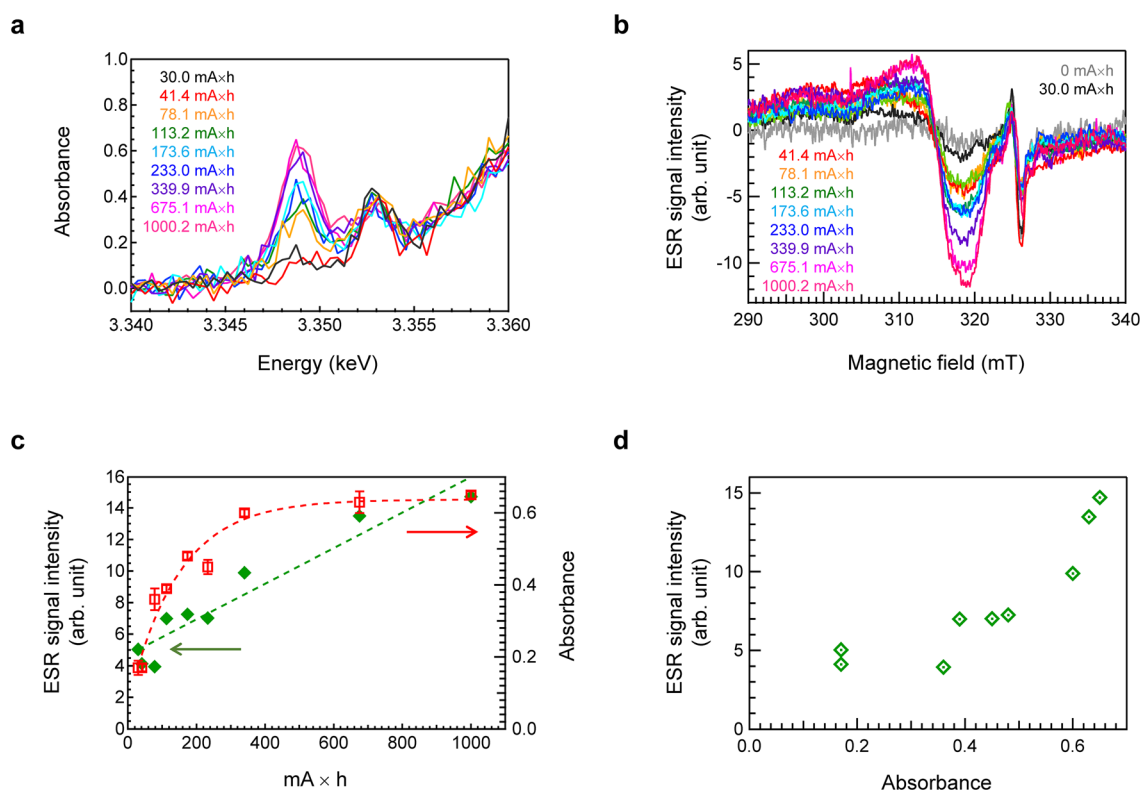 a
1.0
0.8
0.6
0.4
0.2
0.0
Absorbance
30.0 mA×h
41.4 mA×h
78.1 mA×h
113.2 mA×h
173.6 mA×h
233.0 mA×h
339.9 mA×h
675.1 mA×h
1000.2 mA×h
3.340
3.345
3.350
3.355
3.360
Energy (keV)
b
5
0
-5
-10
ESR signal intensity
(arb. unit)
0 mA×h
30.0 mA×h
41.4 mA×h
78.1 mA×h
113.2 mA×h
173.6 mA×h
233.0 mA×h
339.9 mA×h
675.1 mA×h
1000.2 mA×h
290
300
310
320
330
340
Magnetic field (mT)
c
16
14
12
10
8
6
4
2
0
ESR signal intensity
(arb. unit)
0.6
0.4
0.2
0.0
Absorbance
0
200
400
600
800
1000
mA × h
d
15
10
5
0
ESR signal intensity
(arb. unit)
0.0
0.2
0.4
0.6
Absorbance